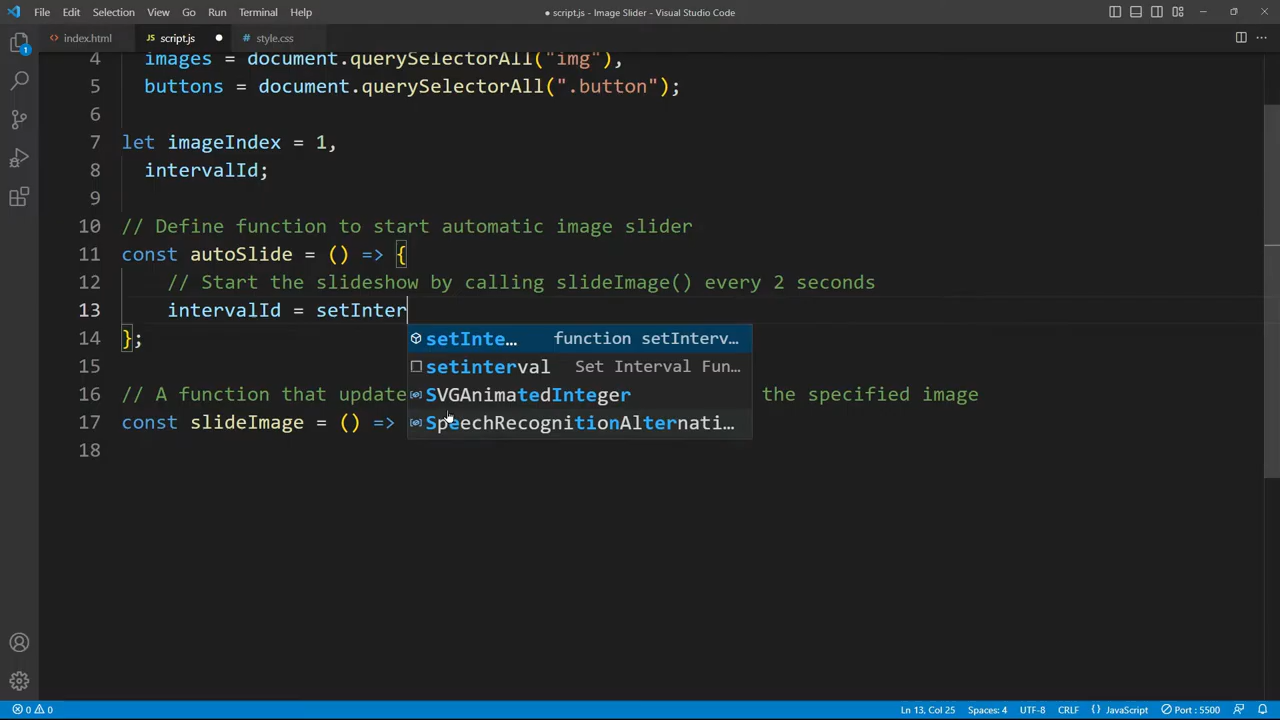 File Edit Selection View Go Run Terminal Help ● script.js - Image Slider - Visual Studio Code
index.html JS script.js ● style.css ...
4 images = document.querySelectorAll("img"),
5 buttons = document.querySelectorAll(".button");
6
7 let imageIndex = 1,
8 intervalId;
9
10 // Define function to start automatic image slider
11 const autoSlide = () => {
12 // Start the slideshow by calling slideImage() every 2 seconds
13 intervalId = setInter
14 };
setInte… function setInterv…
15
setinterval Set Interval Fun…
16 // A function that update the specified image
SVGAnimatedInteger
17 const slideImage = () =>
SpeechRecognitionAlternati…
18
1
0 0 Ln 13, Col 25 Spaces: 4 UTF-8 CRLF {} JavaScript Port : 5500